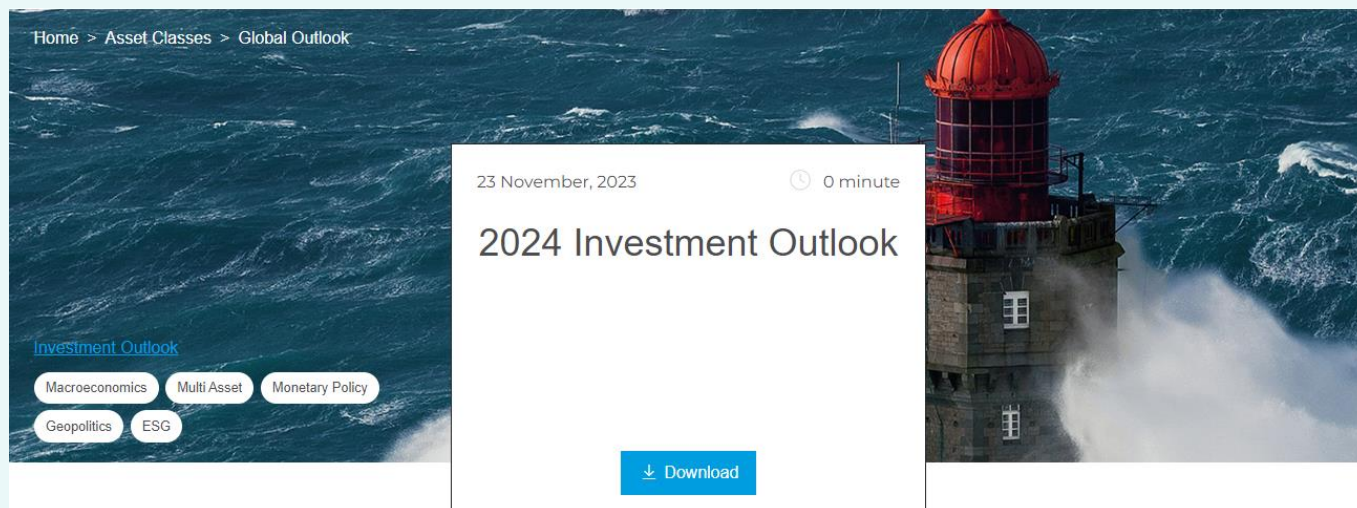 Home > Asset Classes > Global Outlook
23 November, 2023
0 minute
2024 Investment Outlook
Investment Outlook
Macroeconomics
Multi Asset
Monetary Policy
Geopolitics
ESG
Download